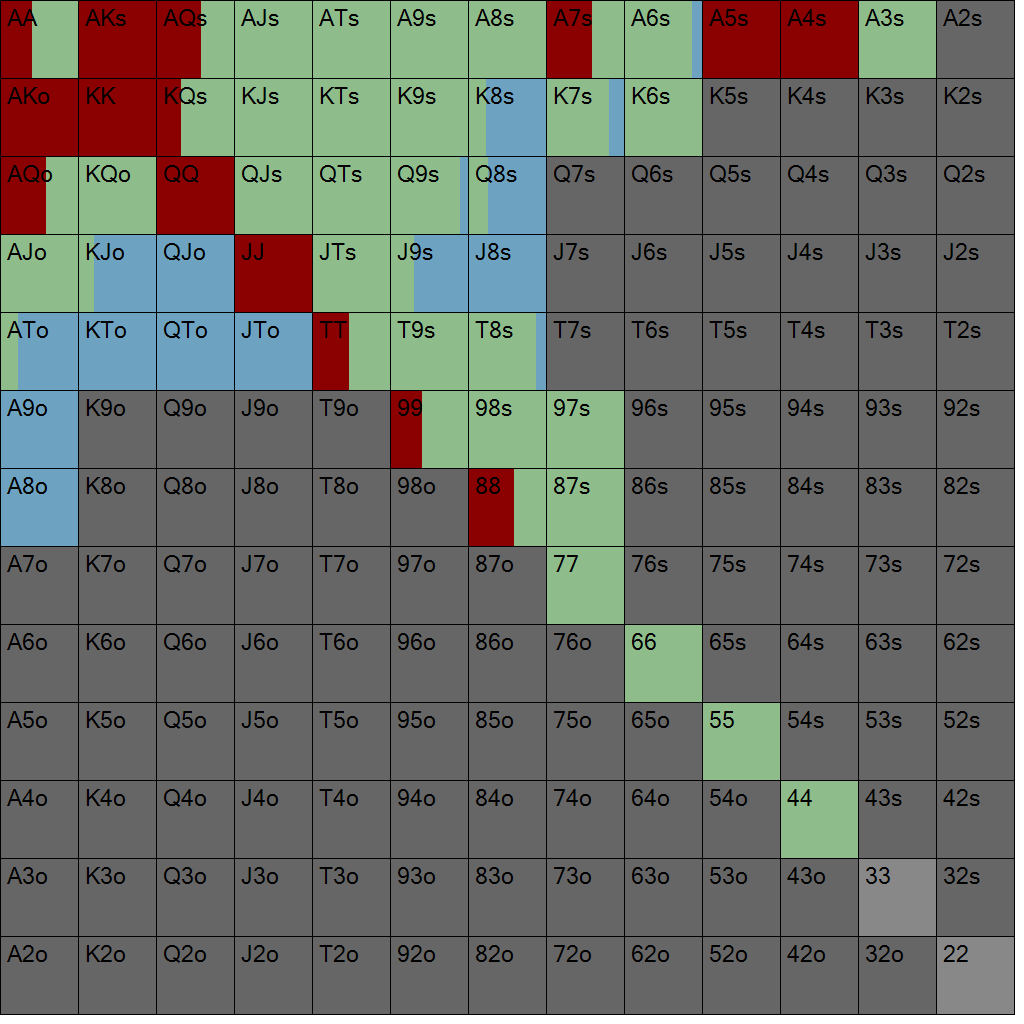 AA AKs AQs AJs ATs A9s A8s A7s A6s A5s A4s A3s A2s
AKo KK KQs KJs KTs K9s K8s K7s K6s K5s K4s K3s K2s
AQo KQo QQ QJs QTs Q9s Q8s Q7s Q6s Q5s Q4s Q3s Q2s
AJo KJo QJo JJ JTs J9s J8s J7s J6s J5s J4s J3s J2s
ATo KTo QTo JTo TT T9s T8s T7s T6s T5s T4s T3s T2s
A9o K9o Q9o J9o T9o 99 98s 97s 96s 95s 94s 93s 92s
A8o K8o Q8o J8o T8o 98o 88 87s 86s 85s 84s 83s 82s
A7o K7o Q7o J7o T7o 97o 87o 77 76s 75s 74s 73s 72s
A6o K6o Q6o J6o T6o 96o 86o 76o 66 65s 64s 63s 62s
A5o K5o Q5o J5o T5o 95o 85o 75o 65o 55 54s 53s 52s
A4o K4o Q4o J4o T4o 94o 84o 74o 64o 54o 44 43s 42s
A3o K3o Q3o J3o T3o 93o 83o 73o 63o 53o 43o 33 32s
A2o K2o Q2o J2o T2o 92o 82o 72o 62o 52o 42o 32o 22